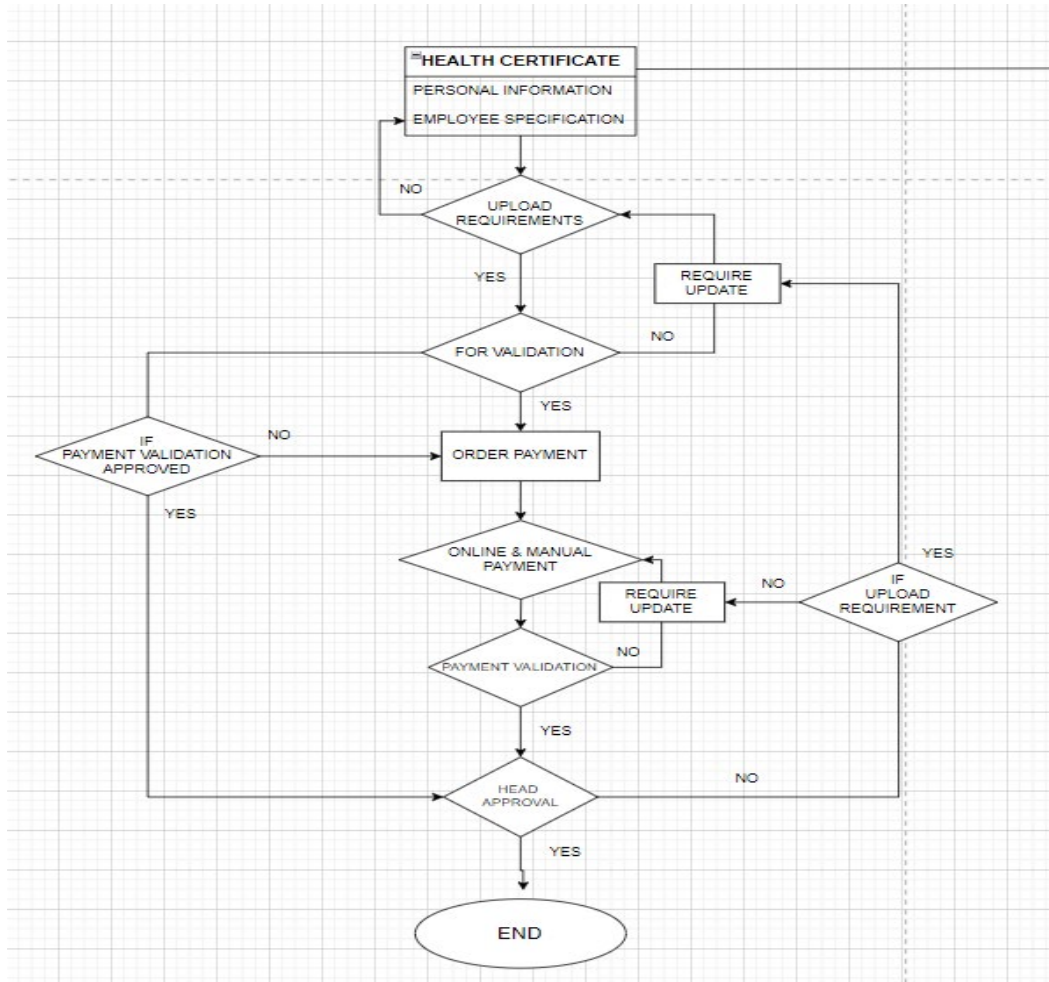 HEALTH CERTIFICATE
PERSONAL INFORMATION
EMPLOYEE SPECIFICATION
NO
UPLOAD
REQUIREMENTS
YES
REQUIRE
UPDATE
FOR VALIDATION
NO
YES
IF
PAYMENT VALIDATION
APPROVED
NO
ORDER PAYMENT
YES
ONLINE & MANUAL
PAYMENT
YES
REQUIRE
UPDATE
NO
IF
UPLOAD
REQUIREMENT
PAYMENT VALIDATION
NO
YES
HEAD
APPROVAL
NO
YES
END